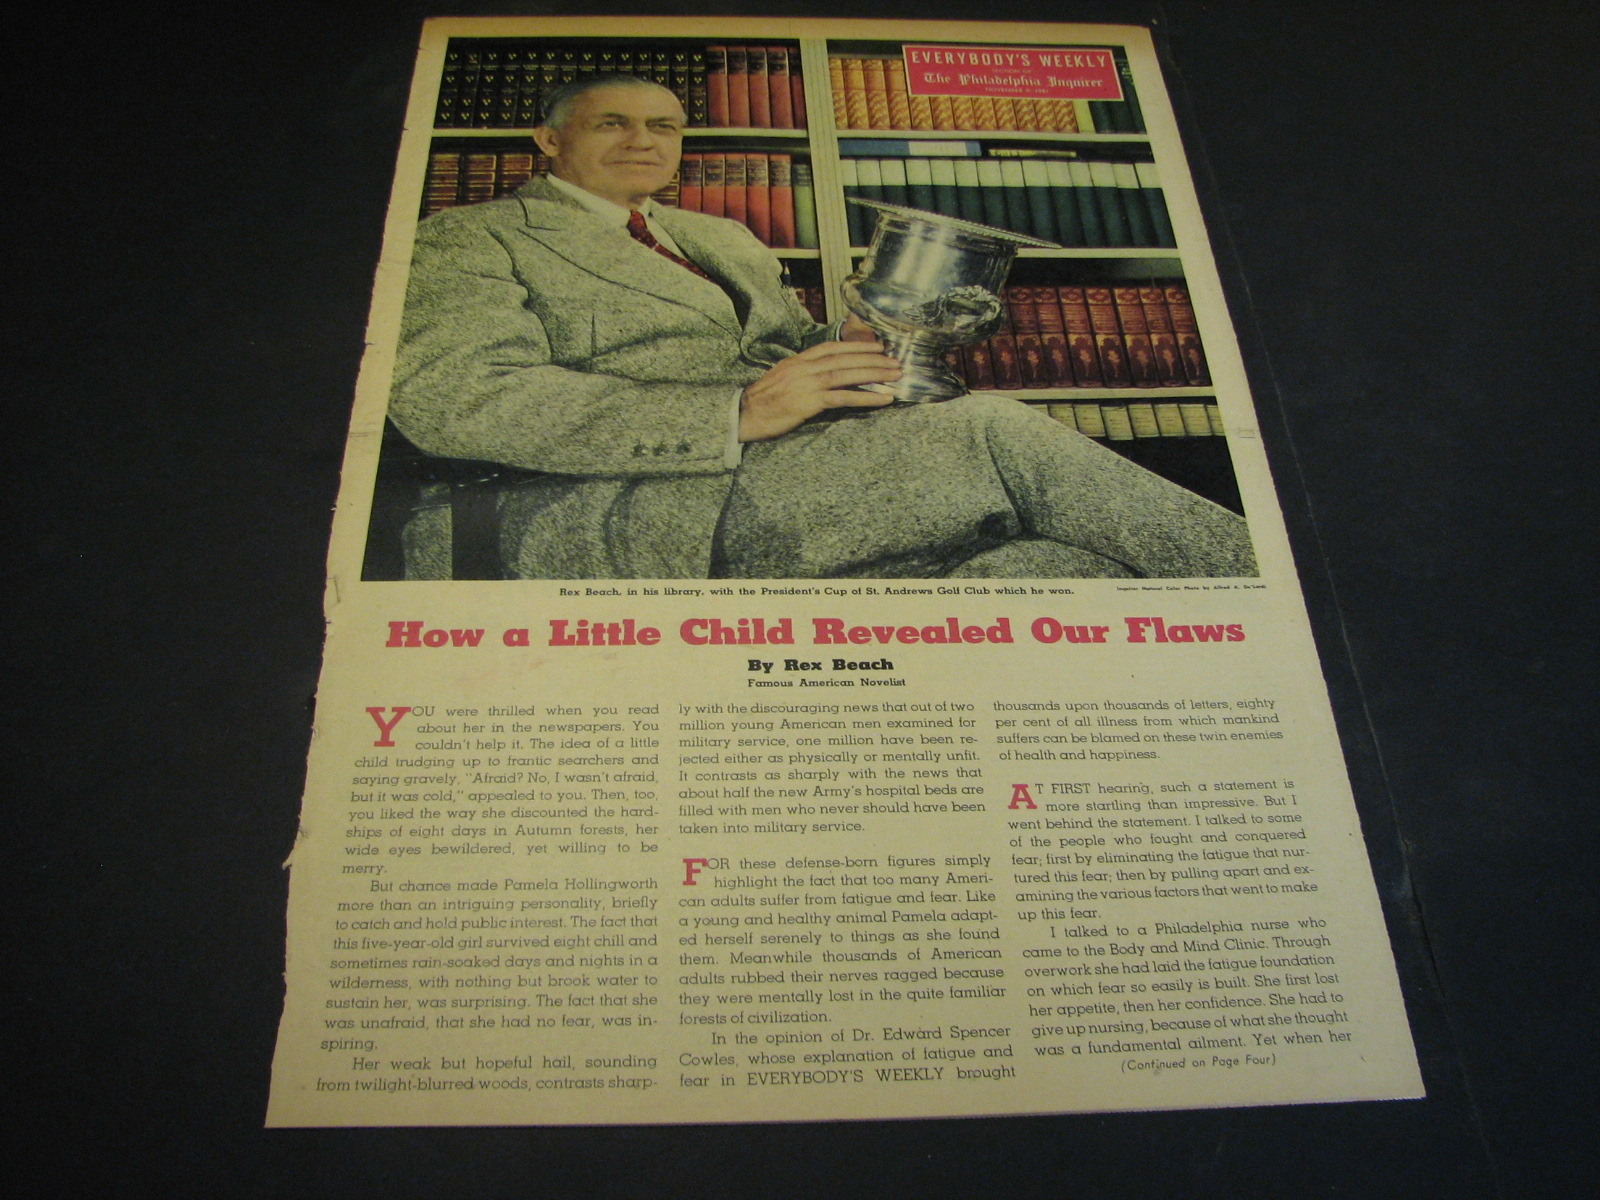 EVERYBODY'S WEEKLY
SECTION OF
The Philadelphia Inquirer
NOVEMBER 9, 1941
Rex Beach, in his library, with the President's Cup of St. Andrews Golf Club which he won.
Inquirer Natural Color Photo by Alfred A.
How a Little Child Revealed Our Flaws
By Rex Beach
Famous American Novelist
YOU were thrilled when you read
about her in the newspapers. You
couldn't help it. The idea of a little
child trudging up to frantic searchers and
saying gravely, "Afraid? No, I wasn't afraid,
but it was cold," appealed to you. Then, too,
you liked the way she discounted the hard-
ships of eight days in Autumn forests, her
wide eyes bewildered, yet willing to be
merry.
But chance made Pamela Hollingworth
more than an intriguing personality, briefly
to catch and hold public interest. The fact that
this five-year-old girl survived eight chill and
sometimes rain-soaked days and nights in a
wilderness, with nothing but brook water to
sustain her, was surprising. The fact that she
was unafraid, that she had no fear, was in-
spiring.
Her weak but hopeful hail, sounding
from twilight-blurred woods, contrasts sharp-
ly with the discouraging news that out of two
million young American men examined for
military service, one million have been re-
jected either as physically or mentally unfit.
It contrasts as sharply with the news that
about half the new Army's hospital beds are
filled with men who never should have been
taken into military service.
FOR these defense-born figures simply
highlight the fact that too many Ameri-
can adults suffer from fatigue and fear. Like
a young and healthy animal Pamela adapt-
ed herself serenely to things as she found
them. Meanwhile thousands of American
adults rubbed their nerves ragged because
they were mentally lost in the quite familiar
forests of civilization.
In the opinion of Dr. Edward Spencer
Cowles, whose explanation of fatigue and
fear in EVERYBODY'S WEEKLY brought
thousands upon thousands of letters, eighty
per cent of all illness from which mankind
suffers can be blamed on these twin enemies
of health and happiness.
AT FIRST hearing, such a statement is
more startling than impressive. But I
went behind the statement. I talked to some
of the people who fought and conquered
fear; first by eliminating the fatigue that nur-
tured this fear; then by pulling apart and ex-
amining the various factors that went to make
up this fear.
I talked to a Philadelphia nurse who
came to the Body and Mind Clinic. Through
overwork she had laid the fatigue foundation
on which fear so easily is built. She first lost
her appetite, then her confidence. She had to
give up nursing, because of what she thought
was a fundamental ailment. Yet when her
(Continued on Page Four)